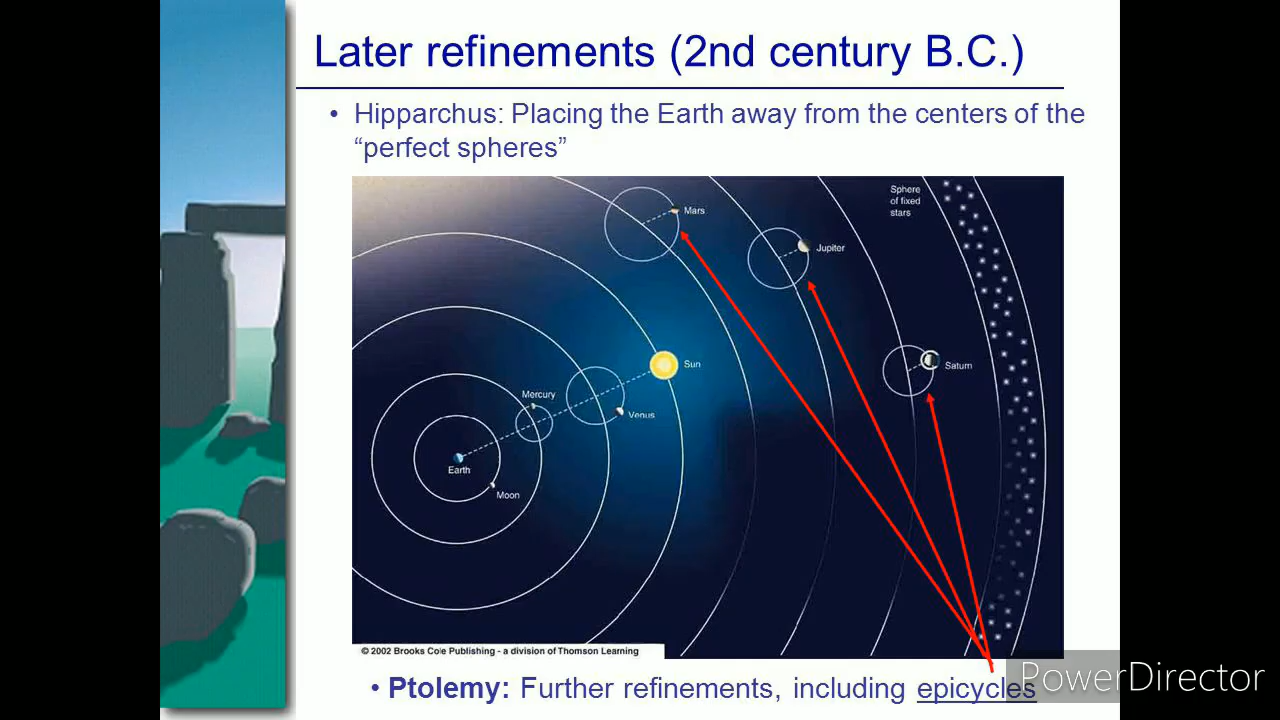 Later refinements (2nd century B.C.)
• Hipparchus: Placing the Earth away from the centers of the
“perfect spheres”
Sphere
of fixed
stars
Mars
Jupiter
Sun
Saturn
Mercury
Venus
Earth
Moon
© 2002 Brooks Cole Publishing - a division of Thomson Learning
• Ptolemy: Further refinements, including epicycles
PowerDirector